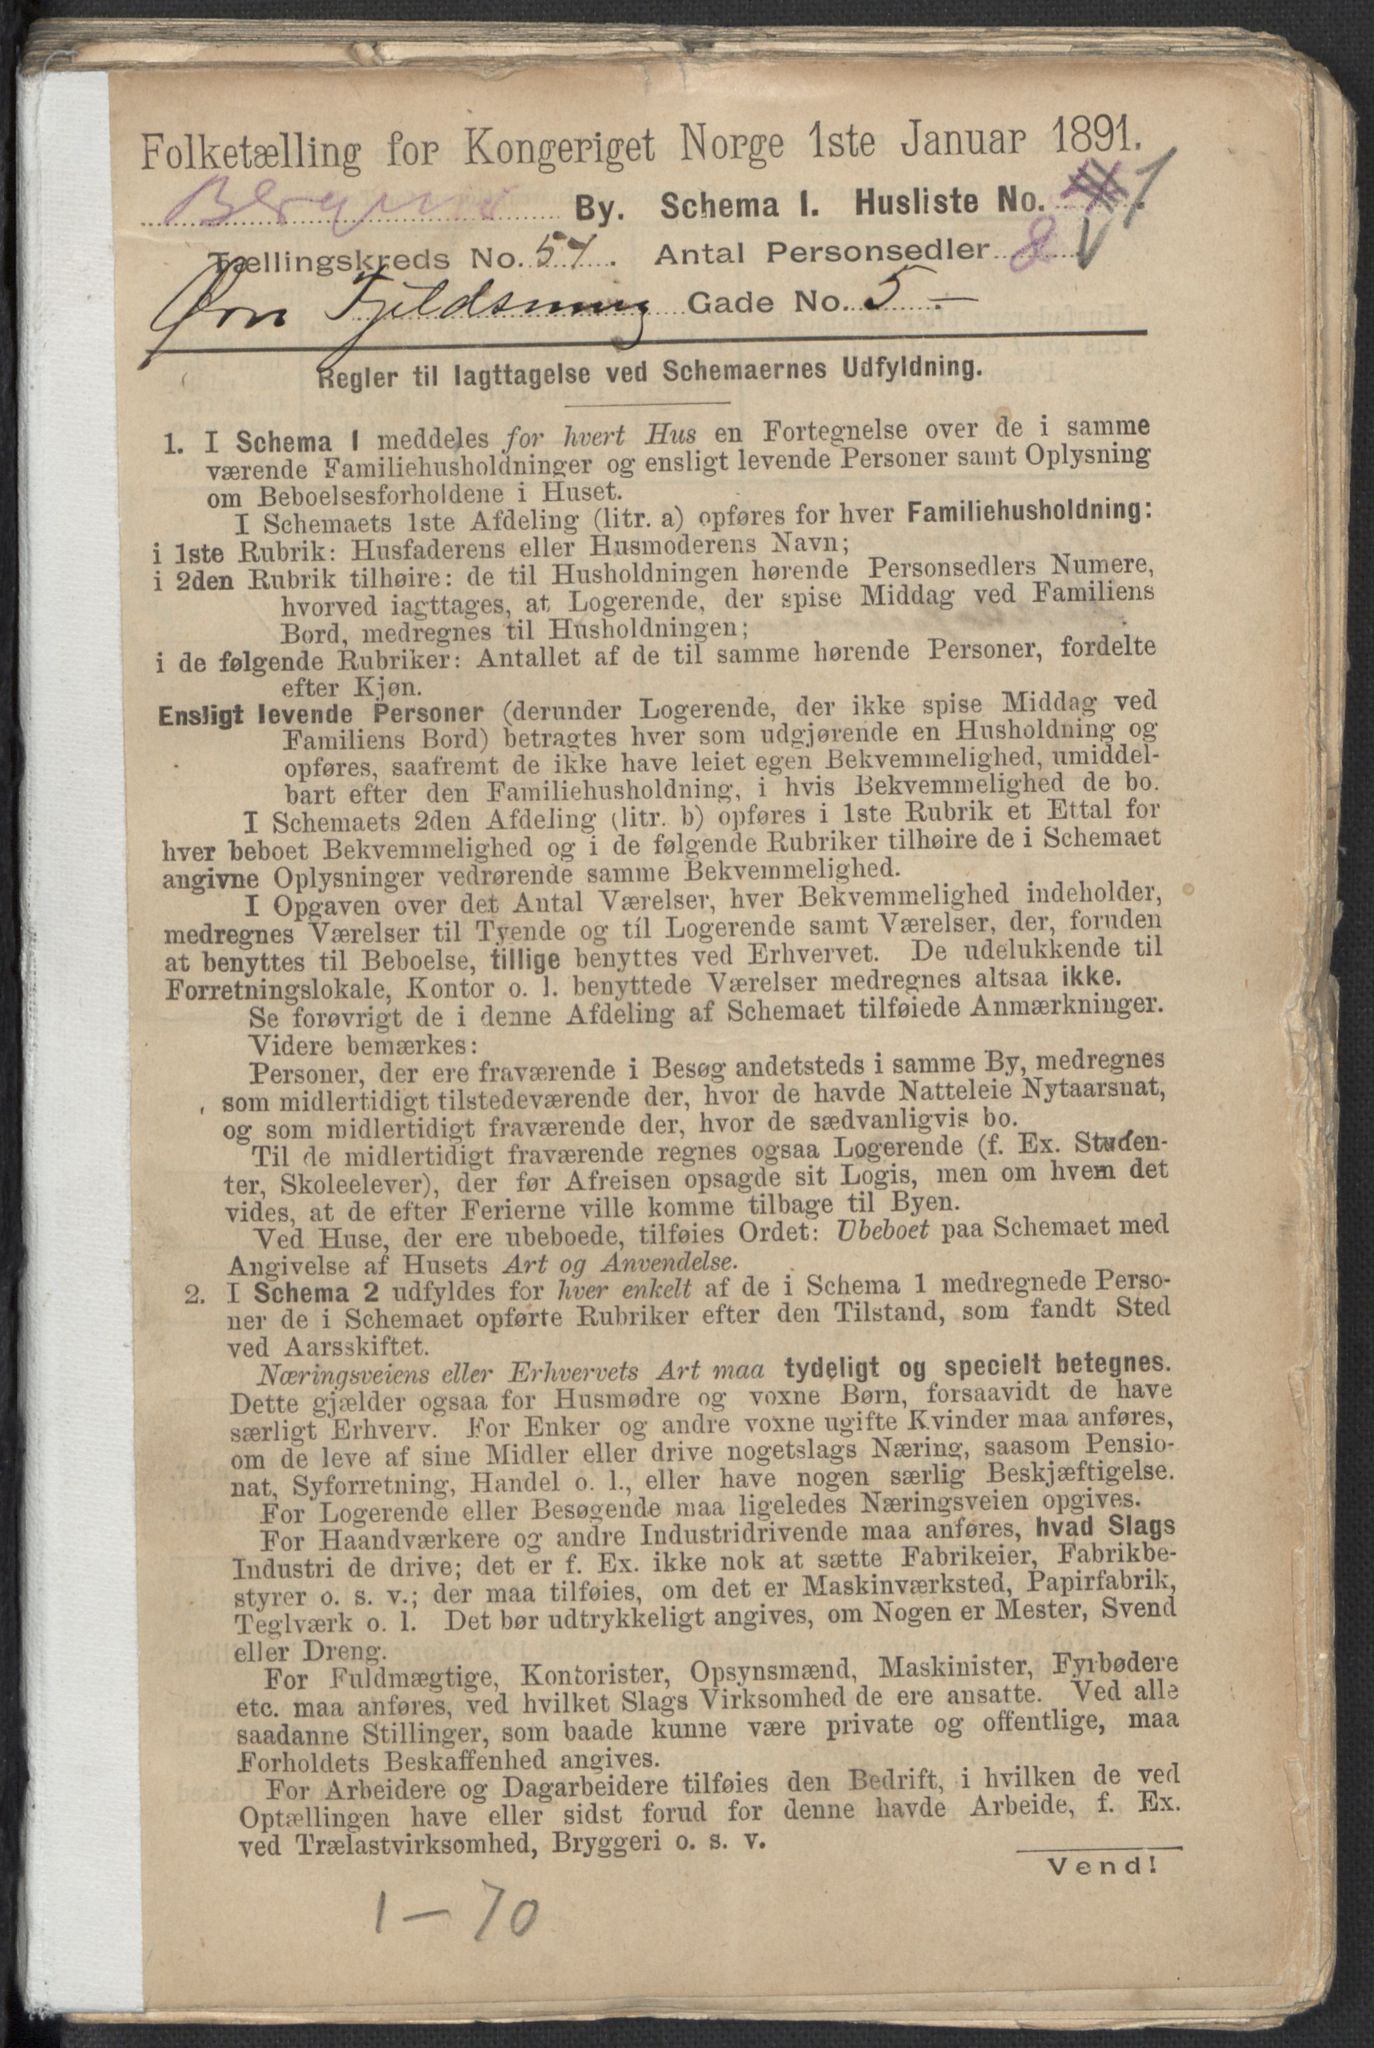 Folketælling for Kongeriget Norge 1ste Januar 1891.
Bergens By. Schema I. Husliste No. 1
Tællingskreds No. 51. Antal Personsedler 8
Øvre Fjeldsmug Gade No. 5 –
Regler til Iagttagelse ved Schemaernes Udfyldning.
1. I Schema I meddeles for hvert Hus en Fortegnelse over de i samme
værende Familiehusholdninger og ensligt levende Personer samt Oplysning
om Beboelsesforholdene i Huset.
I Schemaets 1ste Afdeling (litr. a) opføres for hver Familiehusholdning:
i 1ste Rubrik: Husfaderens eller Husmoderens Navn;
i 2den Rubrik tilhøire: de til Husholdningen hørende Personsedlers Numere,
hvorved iagttages, at Logerende, der spise Middag ved Familiens
Bord, medregnes til Husholdningen;
i de følgende Rubriker: Antallet af de til samme hørende Personer, fordelte
efter Kjøn.
Ensligt levende Personer (derunder Logerende, der ikke spise Middag ved
Familiens Bord) betragtes hver som udgjørende en Husholdning og
opføres, saafremt de ikke have leiet egen Bekvemmelighed, umiddel-
bart efter den Familiehusholdning, i hvis Bekvemmelighed de bo.
I Schemaets 2den Afdeling (litr. b) opføres i 1ste Rubrik et Ettal for
hver beboet Bekvemmelighed og i de følgende Rubriker tilhøire de i Schemaet
angivne Oplysninger vedrørende samme Bekvemmelighed.
I Opgaven over det Antal Værelser, hver Bekvemmelighed indeholder,
medregnes Værelser til Tyende og til Logerende samt Værelser, der, foruden
at benyttes til Beboelse, tillige benyttes ved Erhvervet. De udelukkende til
Forretningslokale, Kontor o. l. benyttede Værelser medregnes altsaa ikke.
Se forøvrigt de i denne Afdeling af Schemaet tilføiede Anmærkninger.
Videre bemærkes:
Personer, der ere fraværende i Besøg andetsteds i samme By, medregnes
som midlertidigt tilstedeværende der, hvor de havde Natteleie Nytaarsnat,
og som midlertidigt fraværende der, hvor de sædvanligvis bo.
Til de midlertidigt fraværende regnes ogsaa Logerende (f. Ex. Studen-
ter, Skoleelever), der før Afreisen opsagde sit Logis, men om hvem det
vides, at de efter Ferierne ville komme tilbage til Byen.
Ved Huse, der ere ubeboede, tilføies Ordet: Ubeboet paa Schemaet med
Angivelse af Husets Art og Anvendelse.
2. I Schema 2 udfyldes for hver enkelt af de i Schema 1 medregnede Perso-
ner de i Schemaet opførte Rubriker efter den Tilstand, som fandt Sted
ved Aarsskiftet.
Næringsveiens eller Erhvervets Art maa tydeligt og specielt betegnes.
Dette gjælder ogsaa for Husmødre og voxne Børn, forsaavidt de have
særligt Erhverv. For Enker og andre voxne ugifte Kvinder maa anføres,
om de leve af sine Midler eller drive nogetslags Næring, saasom Pensio-
nat, Syforretning, Handel o. l., eller have nogen særlig Beskjæftigelse.
For Logerende eller Besøgende maa ligeledes Næringsveien opgives.
For Haandværkere og andre Industridrivende maa anføres, hvad Slags
Industri de drive; det er f. Ex. ikke nok at sætte Fabrikeier, Fabrikbe-
styrer o. s. v.; der maa tilføies, om det er Maskinværksted, Papirfabrik,
Teglværk o. l. Det bør udtrykkeligt angives, om Nogen er Mester, Svend
eller Dreng.
For Fuldmægtige, Kontorister, Opsynsmænd, Maskinister, Fyrbødere
etc. maa anføres, ved hvilket Slags Virksomhed de ere ansatte. Ved alle
saadanne Stillinger, som baade kunne være private og offentlige, maa
Forholdets Beskaffenhed angives.
For Arbeidere og Dagarbeidere tilføies den Bedrift, i hvilken de ved
Optællingen have eller sidst forud for denne havde Arbeide, f. Ex.
ved Trælastvirksomhed, Bryggeri o. s. v.
Vend!
1 – 70